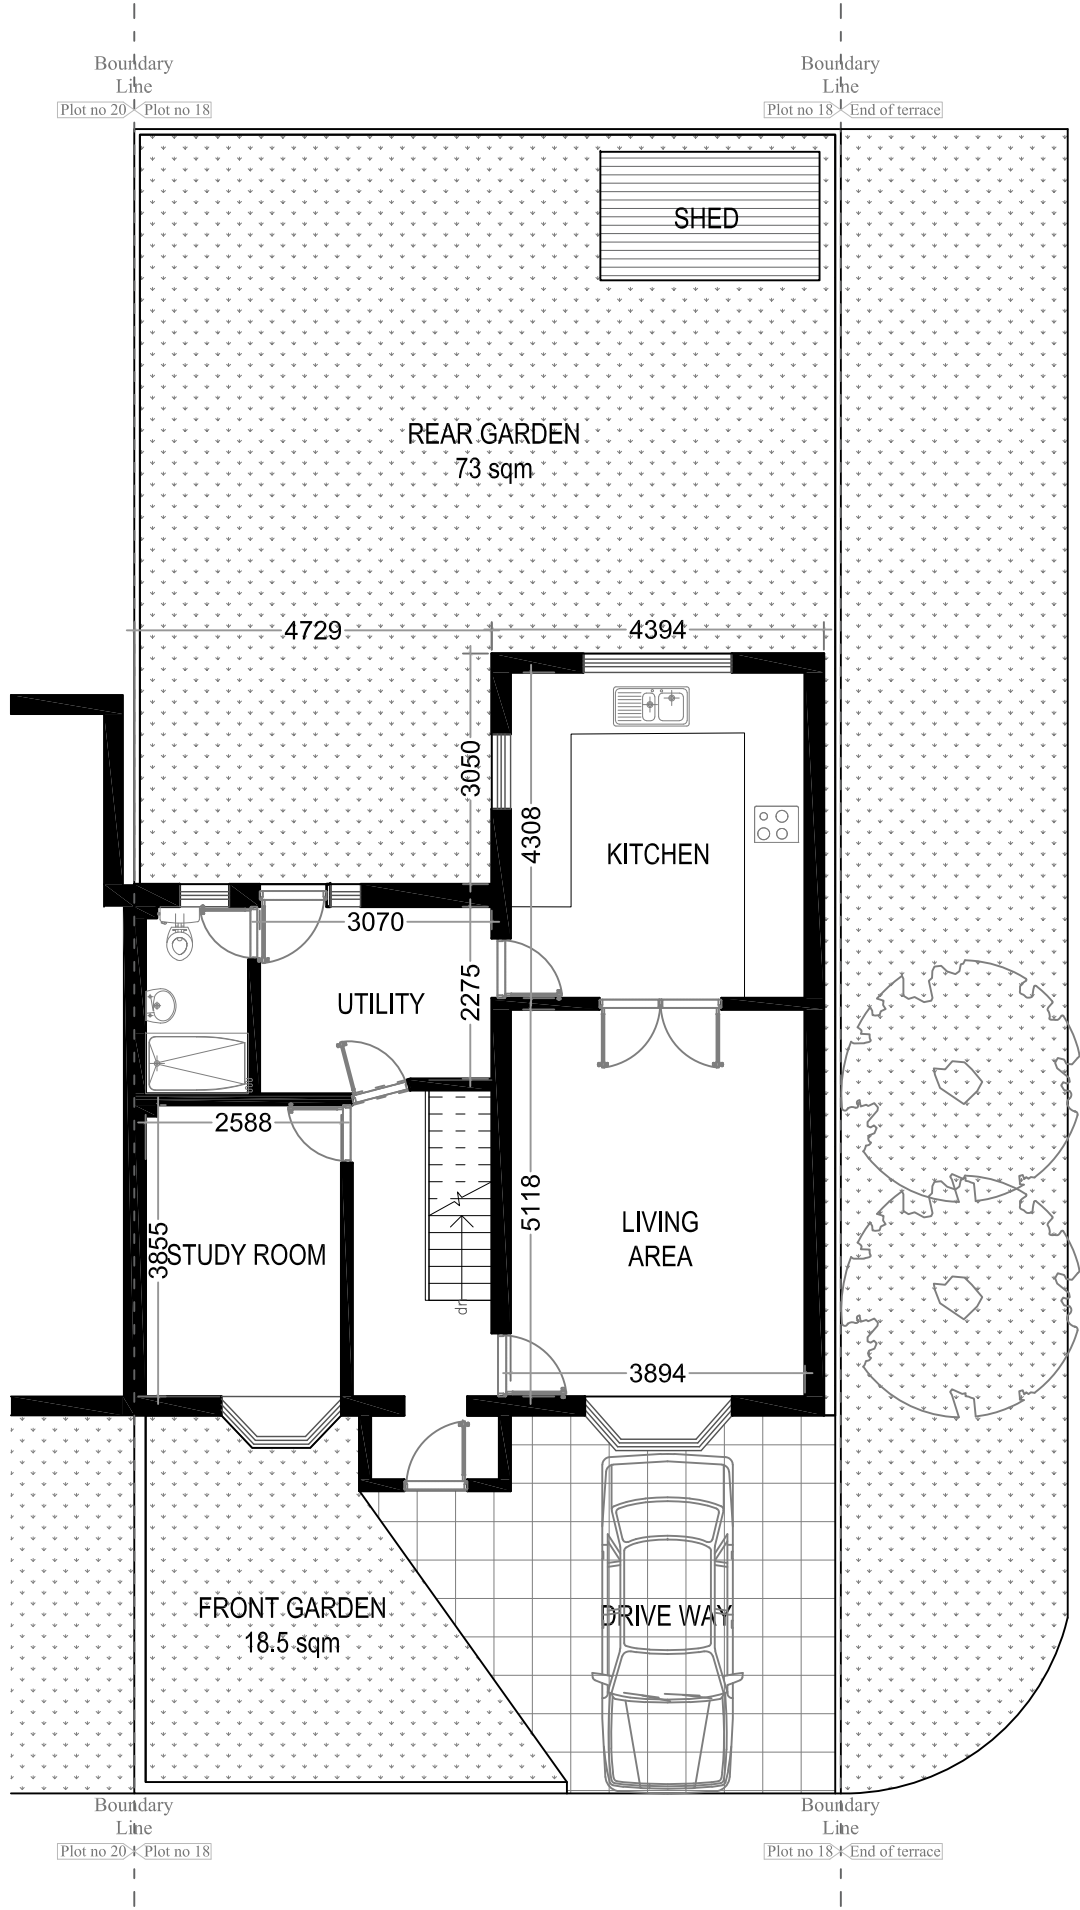 Boundary
Line
Plot no 20 Plot no 18
Boundary
Line
Plot no 18 End of terrace
SHED
REAR GARDEN
73 sqm
4729
4394
3050
4308
KITCHEN
3070
2275
UTILITY
2588
3855
STUDY ROOM
5118
LIVING
AREA
dn
3894
FRONT GARDEN
18.5 sqm
DRIVE WAY
Boundary
Line
Plot no 20 Plot no 18
Boundary
Line
Plot no 18 End of terrace